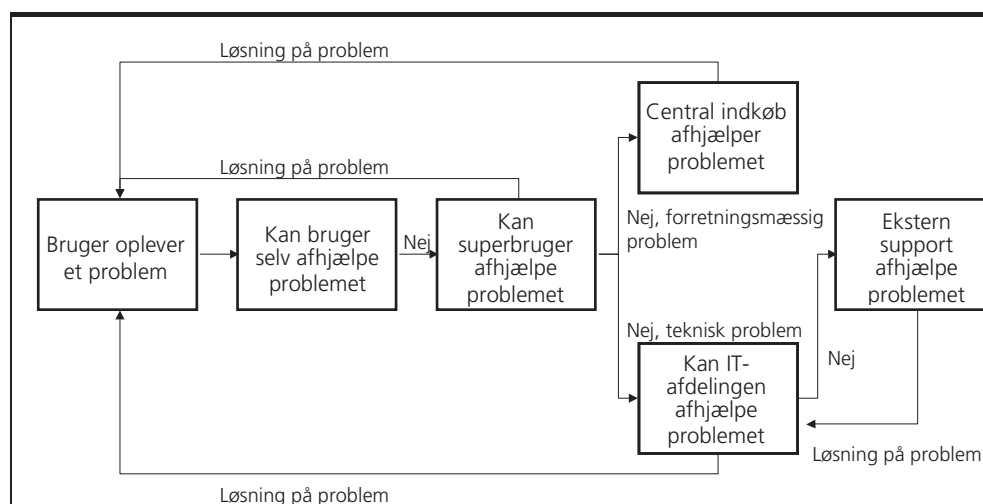 Løsning på problem
Central indkøb
afhjælper
problemet
Løsning på problem
Bruger oplever
et problem
Kan bruger
selv afhjælpe
problemet
Nej
Kan
superbruger
afhjælpe
problemet
Nej, forretningsmæssig
problem
Ekstern
support
afhjælpe
problemet
Nej, teknisk problem
Kan IT-
afdelingen
afhjælpe
problemet
Nej
Løsning på problem
Løsning på problem